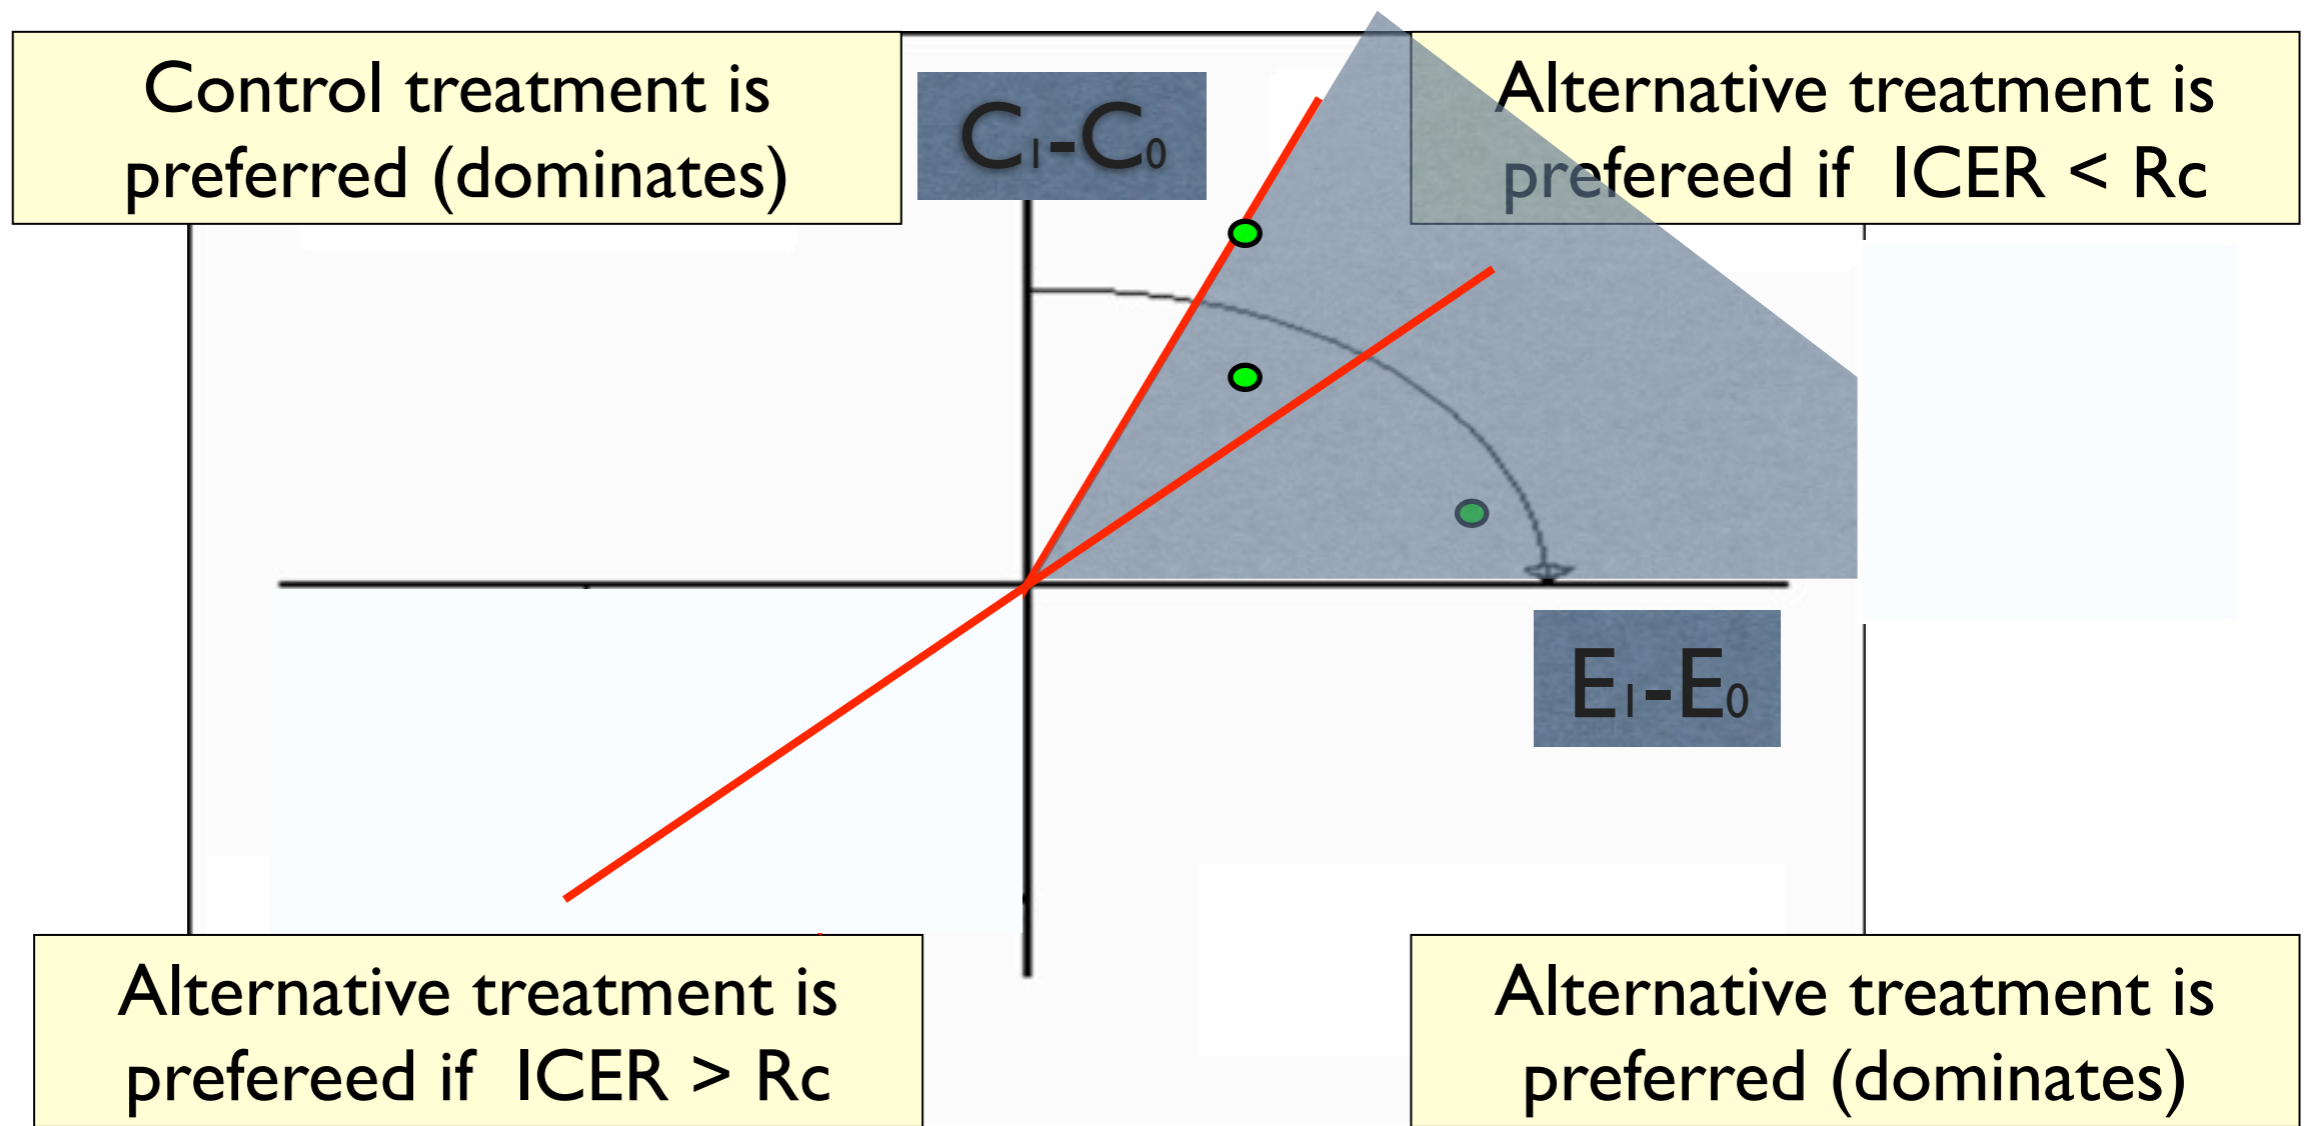 Control treatment is
preferred (dominates)
C1-C0
Alternative treatment is
prefereed if ICER < Rc
E1-E0
Alternative treatment is
prefereed if ICER > Rc
Alternative treatment is
preferred (dominates)